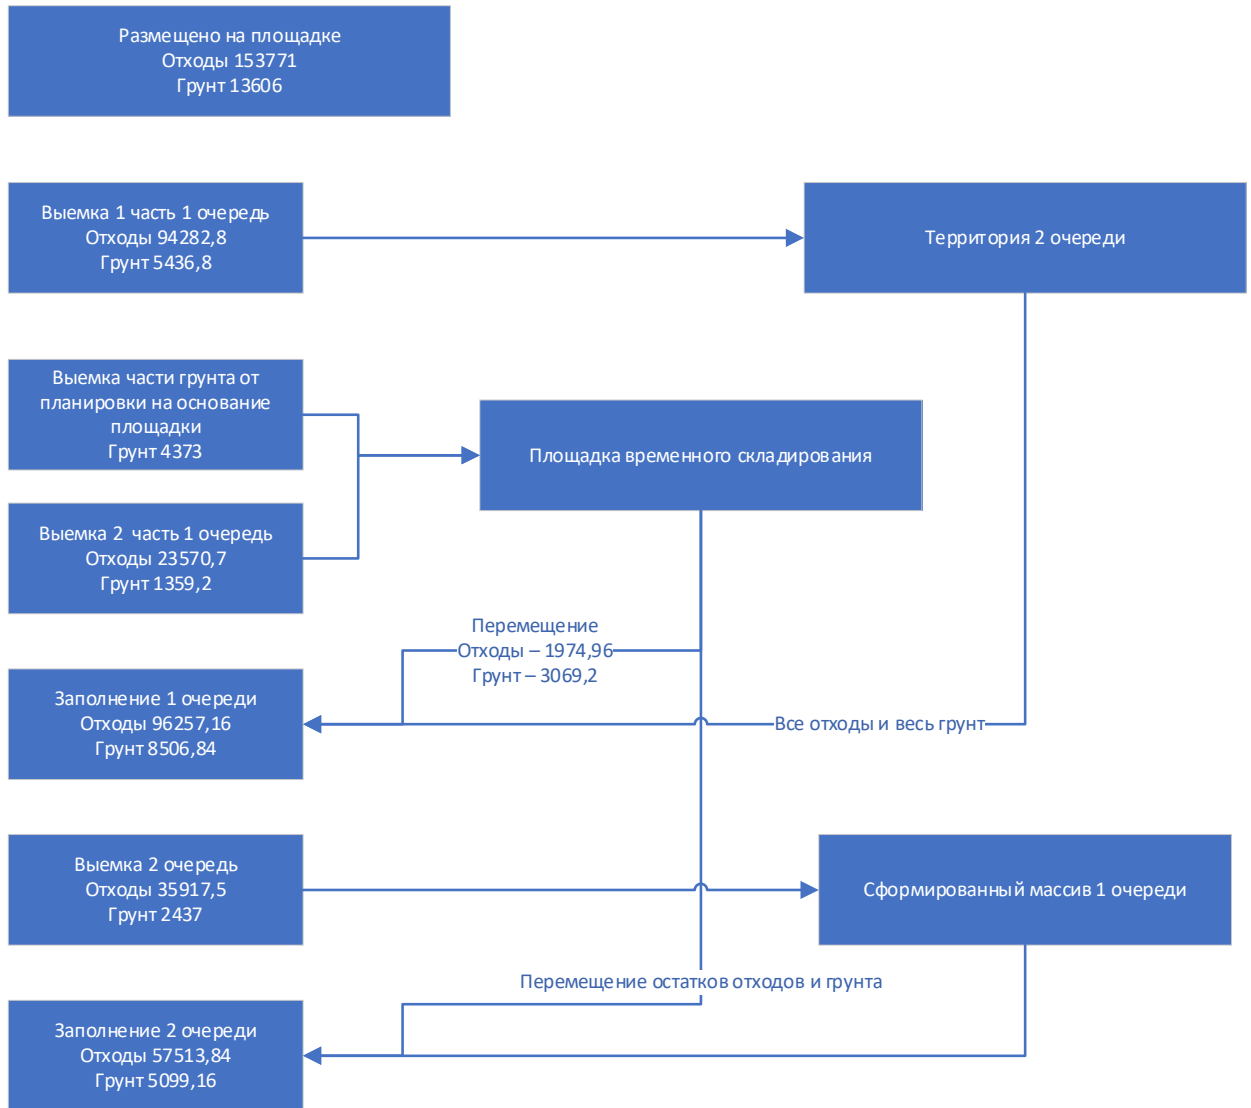 Размещено на площадке
Отходы 153771
Грунт 13606
Выемка 1 часть 1 очередь
Отходы 94282,8
Грунт 5436,8
Территория 2 очереди
Выемка части грунта от
планировки на основание
площадки
Грунт 4373
Площадка временного складирования
Выемка 2 часть 1 очередь
Отходы 23570,7
Грунт 1359,2
Перемещение
Отходы – 1974,96
Грунт – 3069,2
Заполнение 1 очереди
Отходы 96257,16
Грунт 8506,84
Все отходы и весь грунт
Выемка 2 очередь
Отходы 35917,5
Грунт 2437
Сформированный массив 1 очереди
Перемещение остатков отходов и грунта
Заполнение 2 очереди
Отходы 57513,84
Грунт 5099,16